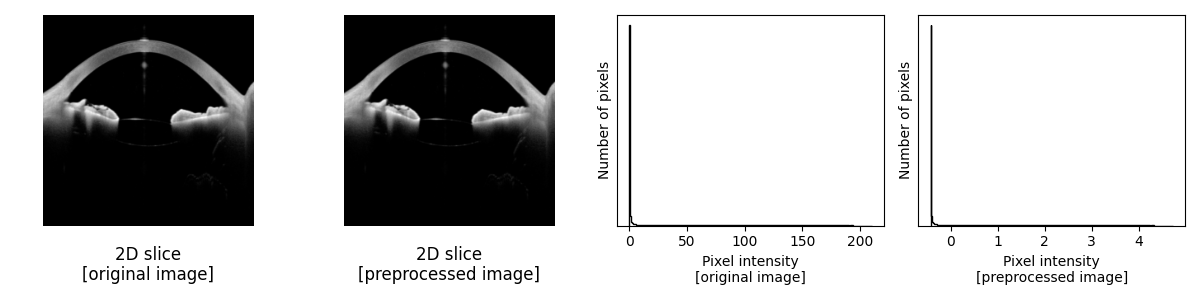 2D slice
[original image]
2D slice
[preprocessed image]
Number of pixels
0 50 100 150 200
Pixel intensity
[original image]
Number of pixels
0 1 2 3 4
Pixel intensity
[preprocessed image]